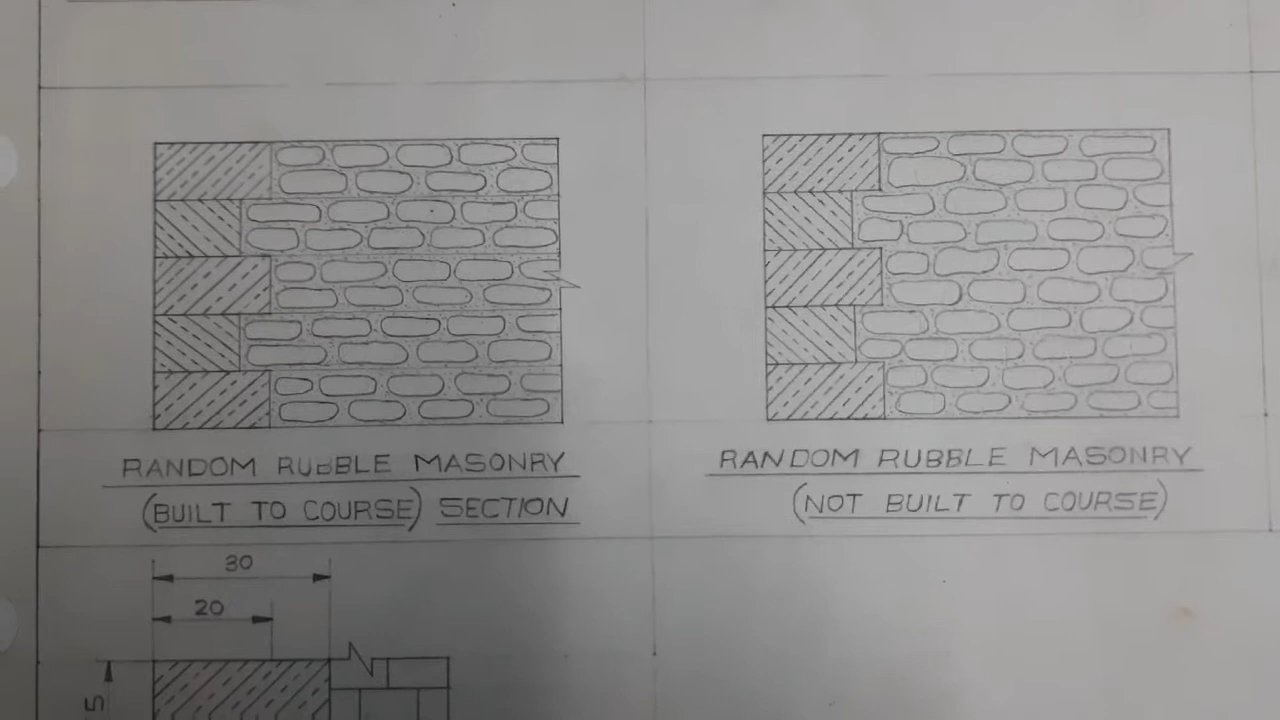 RANDOM RUBBLE MASONRY
(BUILT TO COURSE) SECTION
RANDOM RUBBLE MASONRY
(NOT BUILT TO COURSE)
30
20
5